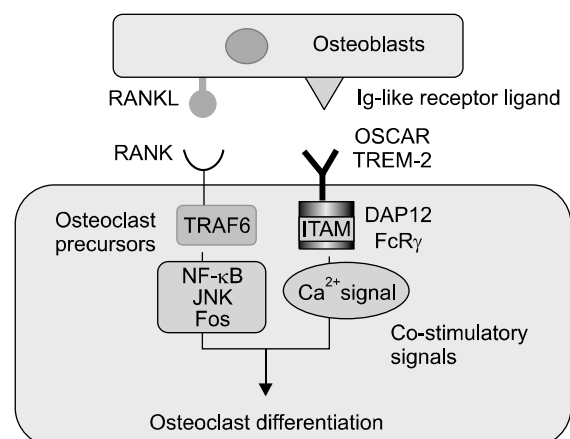 Osteoblasts
RANKL
Ig-like receptor ligand
RANK
OSCAR
TREM-2
Osteoclast
precursors
TRAF6
ITAM
DAP12
FcRγ
NF-κB
JNK
Fos
Ca²⁺ signal
Co-stimulatory
signals
Osteoclast differentiation